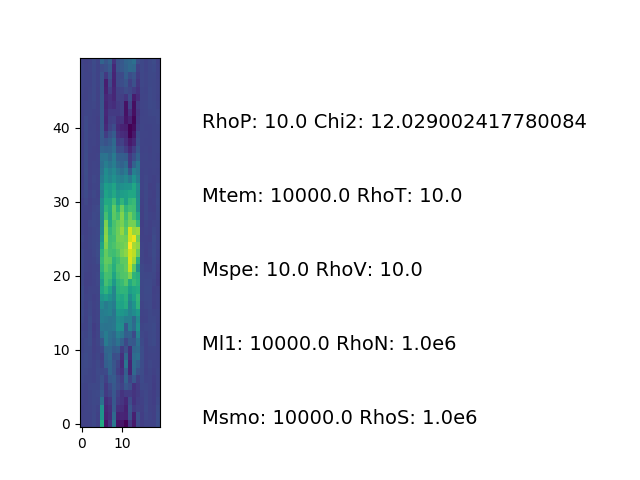 40
30
20
10
0
0 10
RhoP: 10.0 Chi2: 12.029002417780084
Mtem: 10000.0 RhoT: 10.0
Mspe: 10.0 RhoV: 10.0
Ml1: 10000.0 RhoN: 1.0e6
Msmo: 10000.0 RhoS: 1.0e6